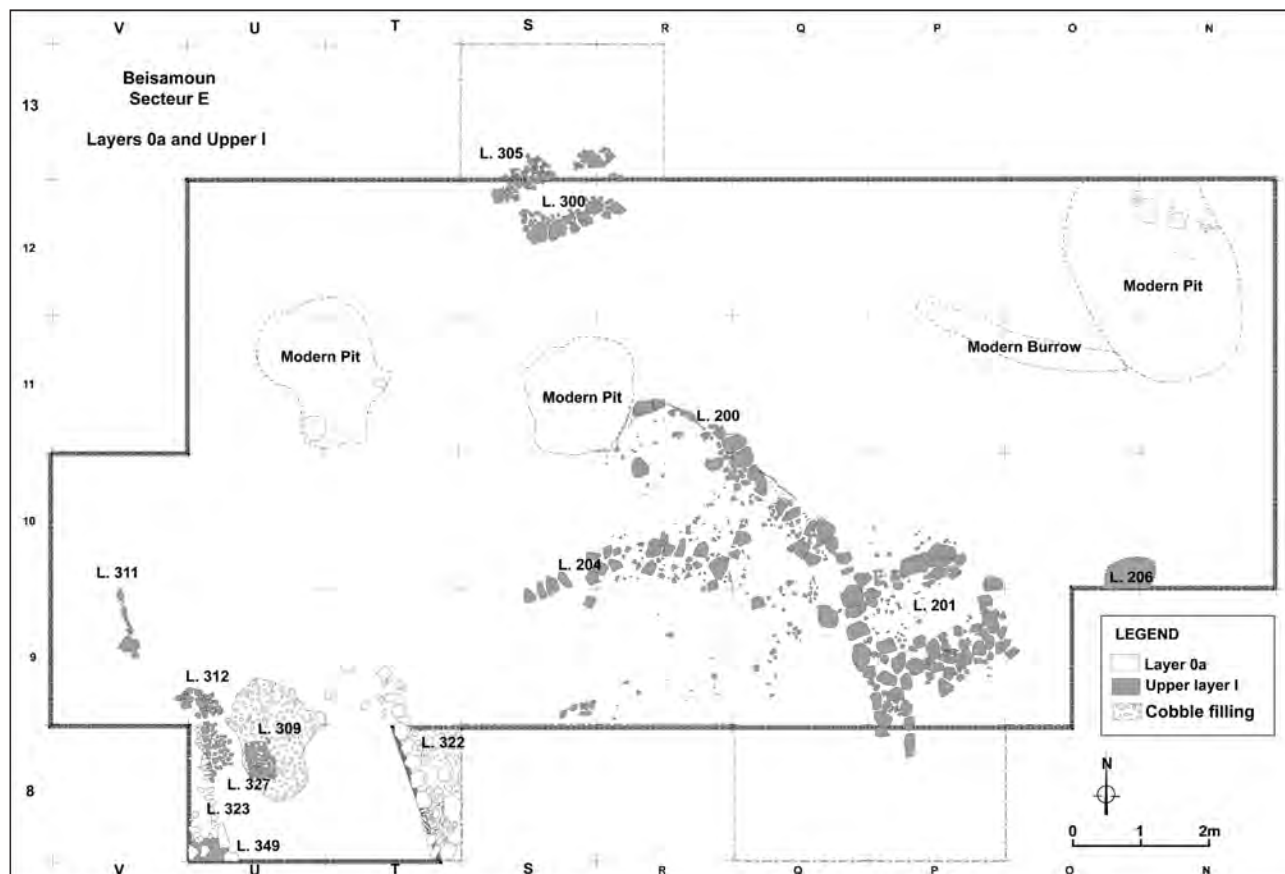 V U T S R Q P O N
13
Beisamoun
Secteur E
Layers 0a and Upper I
L. 305
L. 300
12
Modern Pit
Modern Pit
Modern Burrow
11
Modern Pit
L. 200
10
L. 204
L. 311
L. 201
L. 206
9
LEGEND
Layer 0a
Upper layer I
Cobble filling
L. 312
L. 309
L. 322
L. 327
8
L. 323
L. 349
N
0 1 2m
V U T S R Q P O N